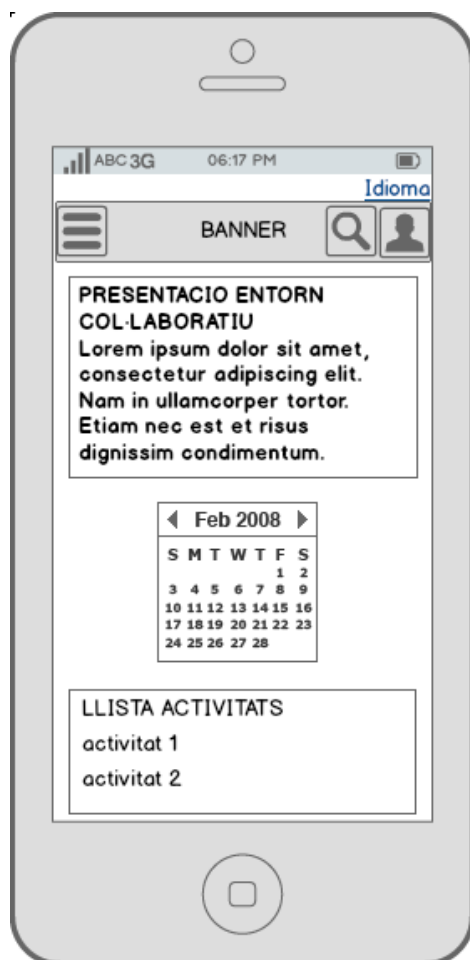 ABC 3G 06:17 PM
Idioma
BANNER
PRESENTACIO ENTORN
COL·LABORATIU
Lorem ipsum dolor sit amet,
consectetur adipiscing elit.
Nam in ullamcorper tortor.
Etiam nec est et risus
dignissim condimentum.
Feb 2008
S M T W T F S
1 2
3 4 5 6 7 8 9
10 11 12 13 14 15 16
17 18 19 20 21 22 23
24 25 26 27 28
LLISTA ACTIVITATS
activitat 1
activitat 2